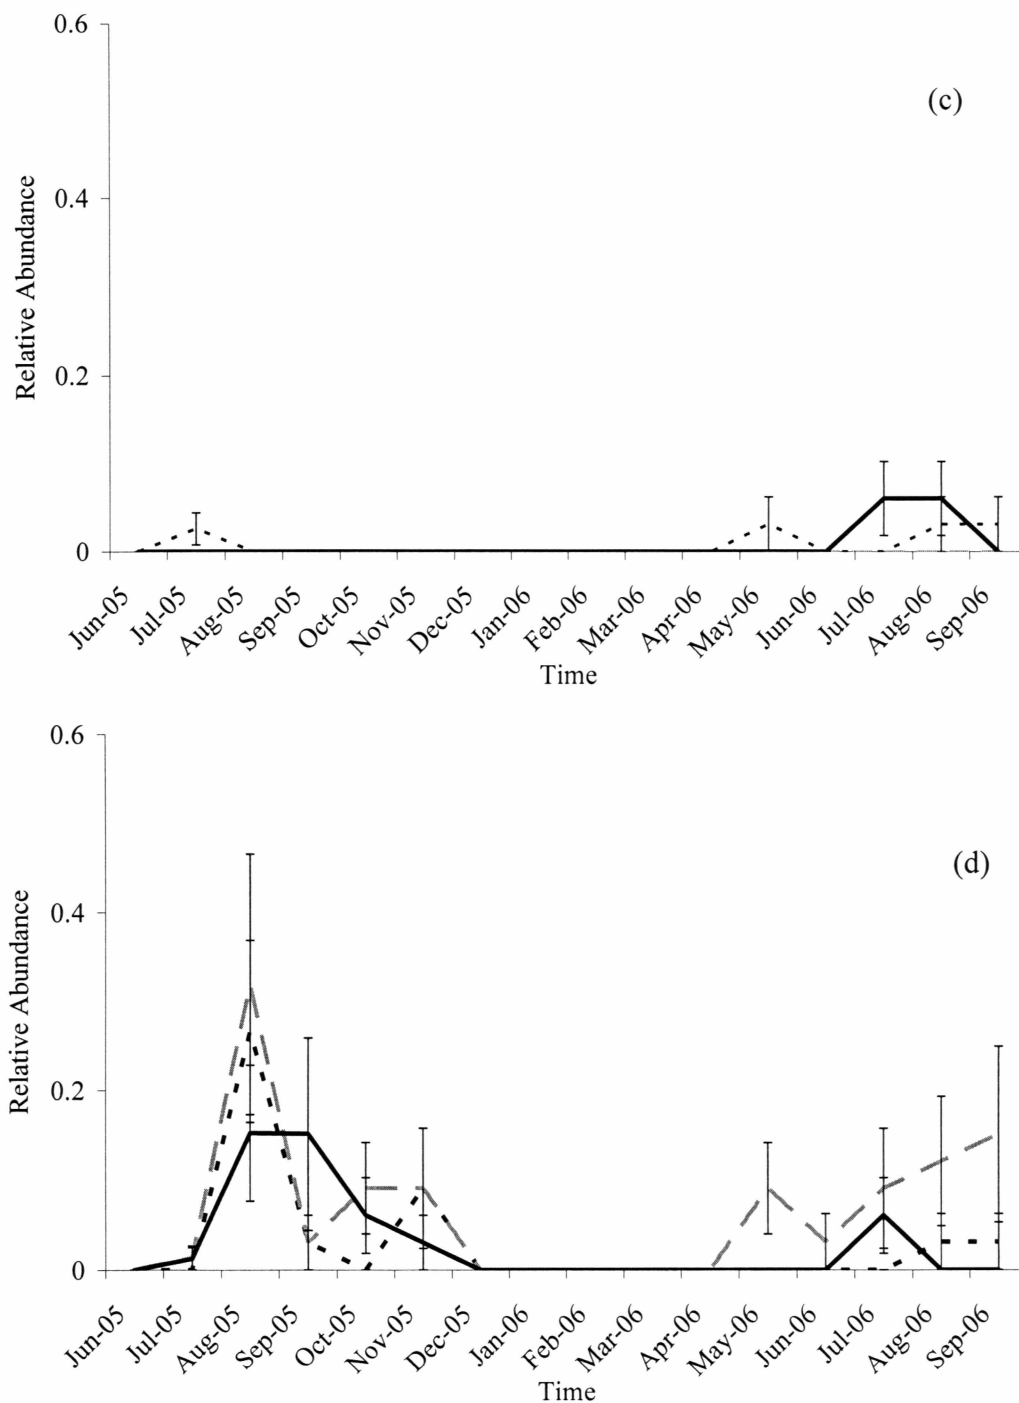 0.6
(c)
0.4
Relative Abundance
0.2
0
Jun-05 Jul-05 Aug-05 Sep-05 Oct-05 Nov-05 Dec-05 Jan-06 Feb-06 Mar-06 Apr-06 May-06 Jun-06 Jul-06 Aug-06 Sep-06
Time
0.6
(d)
0.4
Relative Abundance
0.2
0
Jun-05 Jul-05 Aug-05 Sep-05 Oct-05 Nov-05 Dec-05 Jan-06 Feb-06 Mar-06 Apr-06 May-06 Jun-06 Jul-06 Aug-06 Sep-06
Time